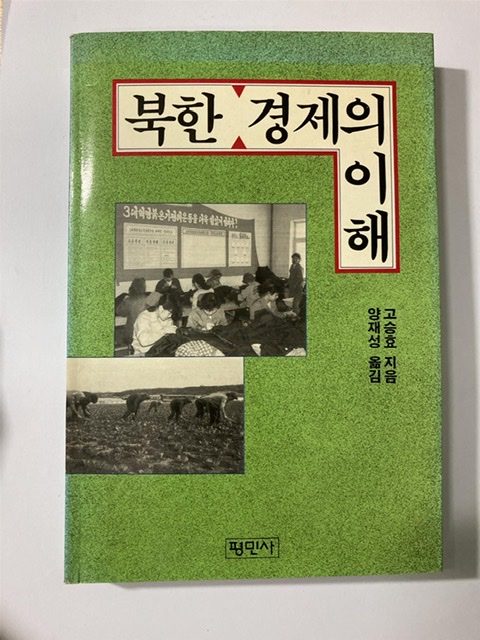 북한 경제의
이
해
고승효 지음
양재성 옮김
평민사